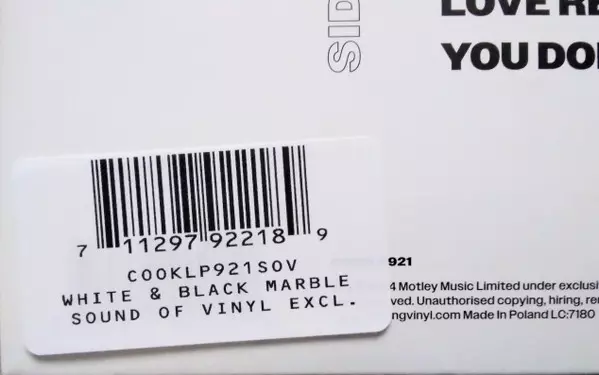 SID
LOVE RE
YOU DO
7 11297 92218 9
COOKLP921SOV
WHITE & BLACK MARBLE
SOUND OF VINYL EXCL.
921
4 Motley Music Limited under exclusi
ved. Unauthorised copying, hiring, re
ngvinyl.com Made In Poland LC:7180